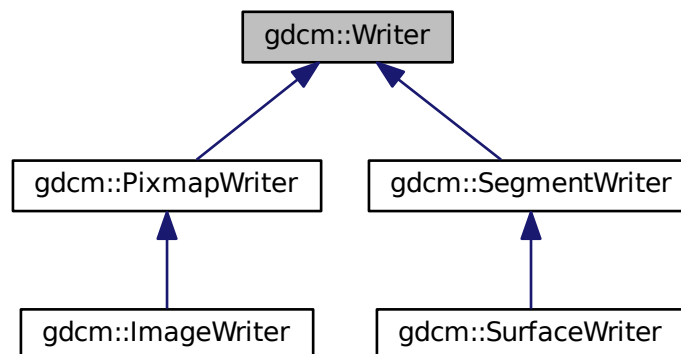 gdcm::Writer
gdcm::PixmapWriter
gdcm::SegmentWriter
gdcm::ImageWriter
gdcm::SurfaceWriter